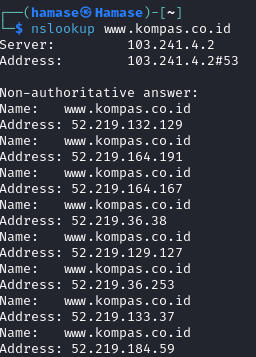 ┌──(hamase㉿Hamase)-[~]
└─$ nslookup www.kompas.co.id
Server:         103.241.4.2
Address:        103.241.4.2#53

Non-authoritative answer:
Name:   www.kompas.co.id
Address: 52.219.132.129
Name:   www.kompas.co.id
Address: 52.219.164.191
Name:   www.kompas.co.id
Address: 52.219.164.167
Name:   www.kompas.co.id
Address: 52.219.36.38
Name:   www.kompas.co.id
Address: 52.219.129.127
Name:   www.kompas.co.id
Address: 52.219.36.253
Name:   www.kompas.co.id
Address: 52.219.133.37
Name:   www.kompas.co.id
Address: 52.219.184.59